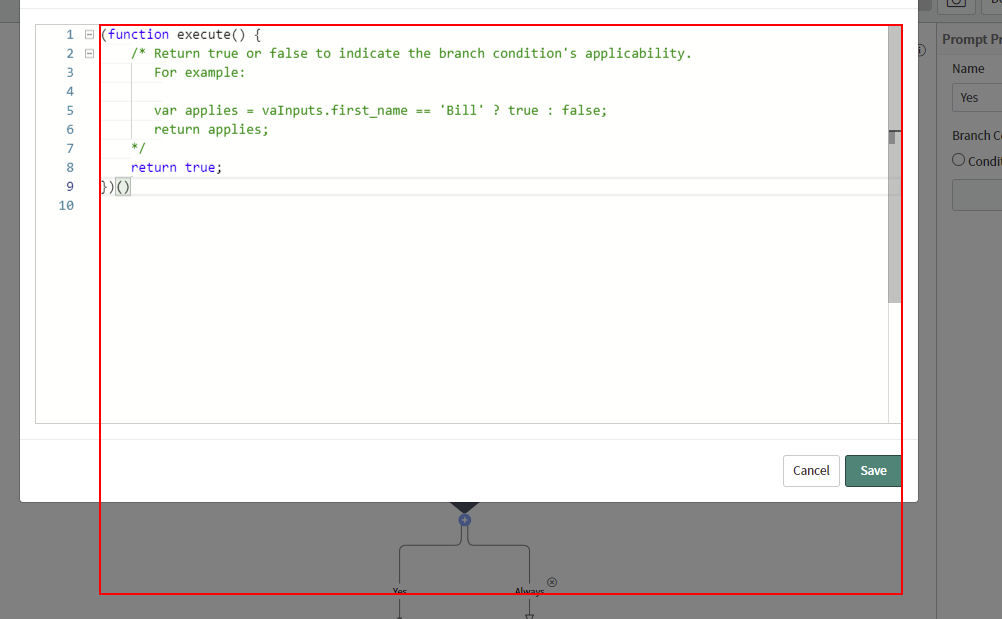 1 (function execute() {
2 /* Return true or false to indicate the branch condition's applicability.
3 For example:
4
5 var applies = vaInputs.first_name == 'Bill' ? true : false;
6 return applies;
7 */
8 return true;
9 })()
10
Cancel Save
Yes Always
Prompt Pr
Name
Yes
Branch Co
Condit